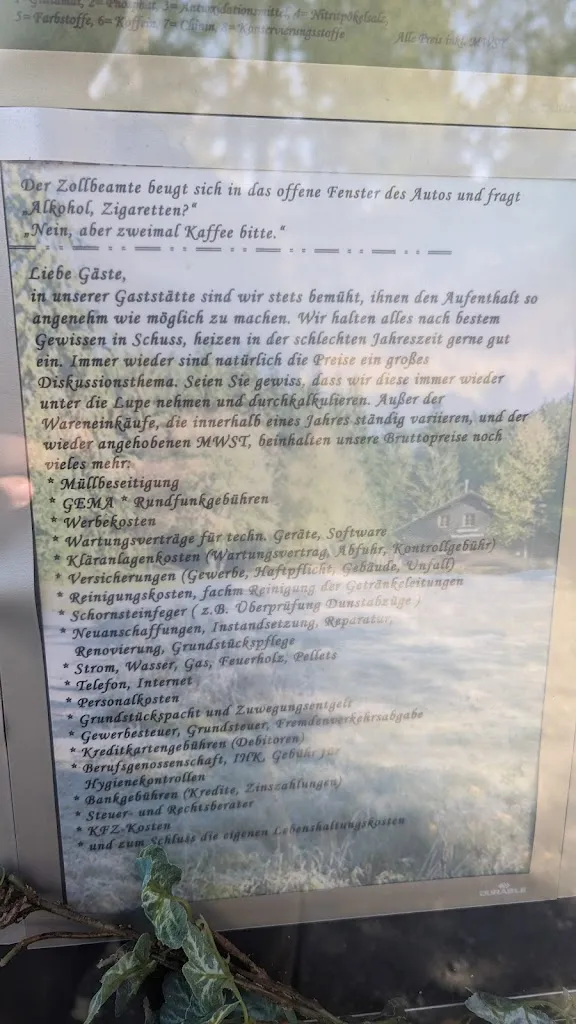 2= Phosphat, 3= Antioxidationsmittel, 4= Nitratpökelsalz,
5= Farbstoffe, 6= Koffein, 7= Chinin, 8= Konservierungsstoffe
Alle Preis inkl. MWST
Der Zollbeamte beugt sich in das offene Fenster des Autos und fragt
„Alkohol, Zigaretten?“
„Nein, aber zweimal Kaffee bitte.“
Liebe Gäste,
in unserer Gaststätte sind wir stets bemüht, ihnen den Aufenthalt so
angenehm wie möglich zu machen. Wir halten alles nach bestem
Gewissen in Schuss, heizen in der schlechten Jahreszeit gerne gut
ein. Immer wieder sind natürlich die Preise ein großes
Diskussionsthema. Seien Sie gewiss, dass wir diese immer wieder
unter die Lupe nehmen und durchkalkulieren. Außer der
Wareneinkäufe, die innerhalb eines Jahres ständig variieren, und der
wieder angehobenen MWST, beinhalten unsere Bruttopreise noch
vieles mehr:
* Müllbeseitigung
* GEMA * Rundfunkgebühren
* Werbekosten
* Wartungsverträge für techn. Geräte, Software
* Kläranlagenkosten (Wartungsvertrag, Abfuhr, Kontrollgebühr)
* Versicherungen (Gewerbe, Haftpflicht, Gebäude, Unfall)
* Reinigungskosten, fachm Reinigung der Getränkeleitungen
* Schornsteinfeger ( z.B. Überprüfung Dunstabzüge )
* Neuanschaffungen, Instandsetzung, Reparatur,
Renovierung, Grundstückspflege
* Strom, Wasser, Gas, Feuerholz, Pellets
* Telefon, Internet
* Personalkosten
* Grundstückspacht und Zuwegungsentgelt
* Gewerbesteuer, Grundsteuer, Fremdenverkehrsabgabe
* Kreditkartengebühren (Debitoren)
* Berufsgenossenschaft, IHK, Gebühr für
Hygienekontrollen
* Bankgebühren (Kredite, Zinszahlungen)
* Steuer- und Rechtsberater
* KFZ-Kosten
* und zum Schluss die eigenen Lebenshaltungskosten
DURABLE